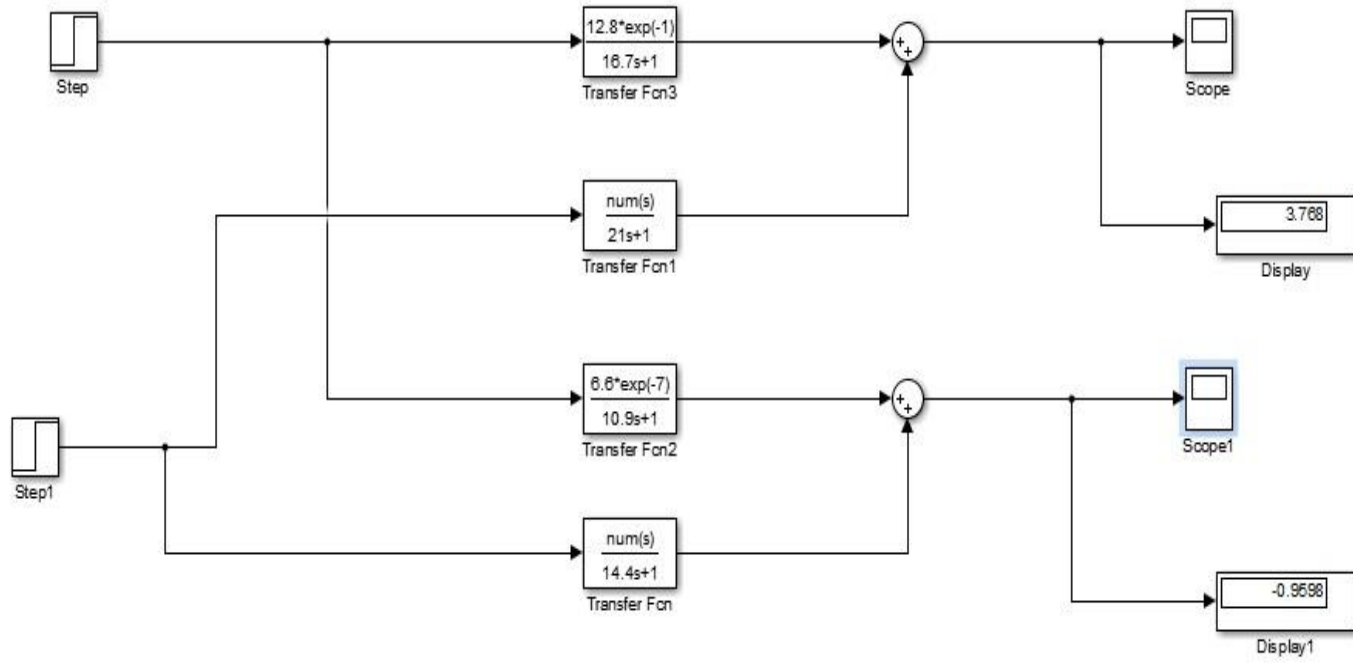 12.8*exp(-1)
16.7s+1
Transfer Fcn3
Step
Scope
num(s)
21s+1
Transfer Fcn1
3.768
Display
6.6*exp(-7)
10.9s+1
Transfer Fcn2
Scope1
Step1
num(s)
14.4s+1
Transfer Fcn
-0.9598
Display1